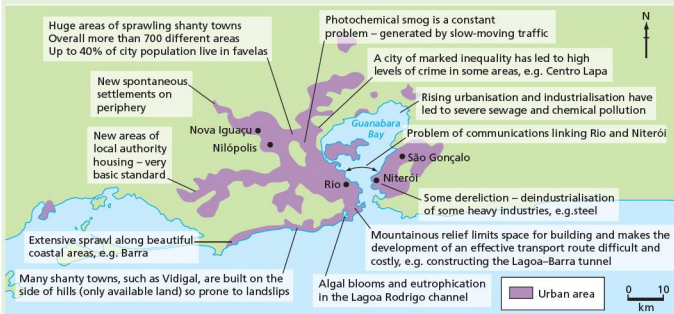 Huge areas of sprawling shanty towns
Overall more than 700 different areas
Up to 40% of city population live in favelas
Photochemical smog is a constant
problem – generated by slow-moving traffic
N
A city of marked inequality has led to high
levels of crime in some areas, e.g. Centro Lapa
New spontaneous
settlements on
periphery
Rising urbanisation and industrialisation have
led to severe sewage and chemical pollution
Guanabara
Bay
Nova Iguaçu
Nilópolis
Problem of communications linking Rio and Niterói
New areas of
local authority
housing – very
basic standard
São Gonçalo
Rio
Niterói
Some dereliction – deindustrialisation
of some heavy industries, e.g.steel
Extensive sprawl along beautiful
coastal areas, e.g. Barra
Mountainous relief limits space for building and makes the
development of an effective transport route difficult and
costly, e.g. constructing the Lagoa–Barra tunnel
Many shanty towns, such as Vidigal, are built on the
side of hills (only available land) so prone to landslips
Algal blooms and eutrophication
in the Lagoa Rodrigo channel
Urban area
0 10
km